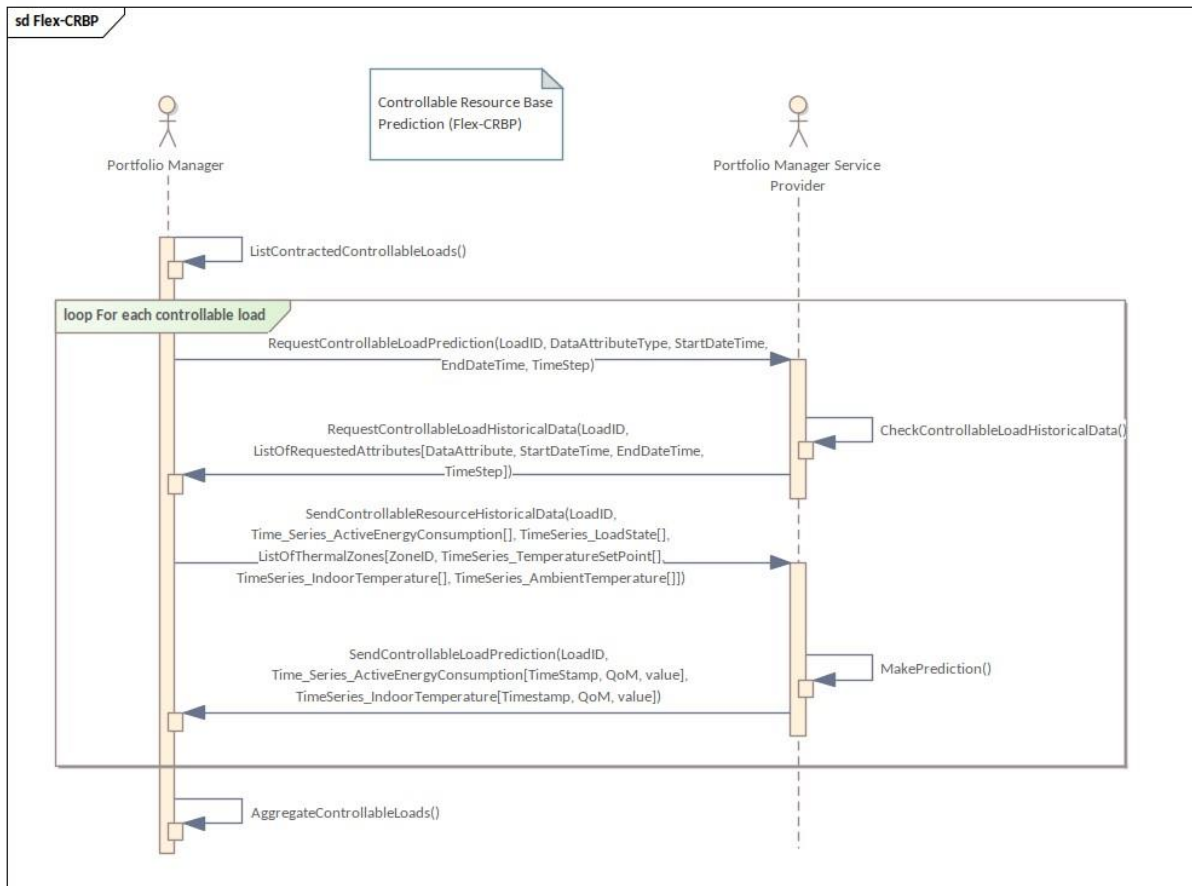 sd Flex-CRBP
Controllable Resource Base
Prediction (Flex-CRBP)
Portfolio Manager
Portfolio Manager Service
Provider
ListContractedControllableLoads()
loop For each controllable load
RequestControllableLoadPrediction(LoadID, DataAttributeType, StartDateTime,
EndDateTime, TimeStep)
CheckControllableLoadHistoricalData()
RequestControllableLoadHistoricalData(LoadID,
ListOfRequestedAttributes[DataAttribute, StartDateTime, EndDateTime,
TimeStep])
SendControllableResourceHistoricalData(LoadID,
Time_Series_ActiveEnergyConsumption[], TimeSeries_LoadState[],
ListOfThermalZones[ZoneID, TimeSeries_TemperatureSetPoint[],
TimeSeries_IndoorTemperature[], TimeSeries_AmbientTemperature[]])
SendControllableLoadPrediction(LoadID,
Time_Series_ActiveEnergyConsumption[TimeStamp, QoM, value],
TimeSeries_IndoorTemperature[Timestamp, QoM, value])
MakePrediction()
AggregateControllableLoads()